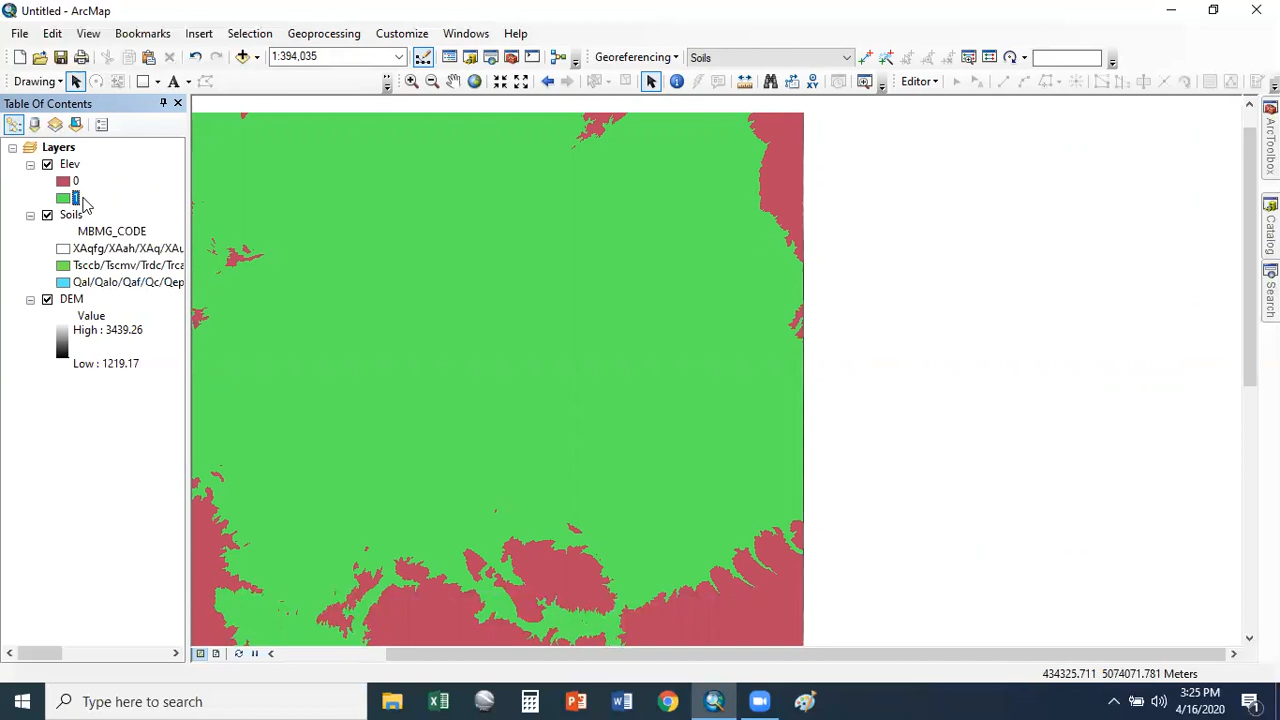 Untitled - ArcMap
File Edit View Bookmarks Insert Selection Geoprocessing Customize Windows Help
1:394,035 Georeferencing Soils
Drawing A Editor
Table Of Contents
Layers
Elev
0
1
Soils
MBMG_CODE
XAqfg/XAah/XAq/XAu
Tsccb/Tscmv/Trdc/Trca
Qal/Qalo/Qaf/Qc/Qep
DEM
Value
High : 3439.26
Low : 1219.17
ArcToolbox
Catalog
Search
434325.711 5074071.781 Meters
Type here to search
3:25 PM
4/16/2020